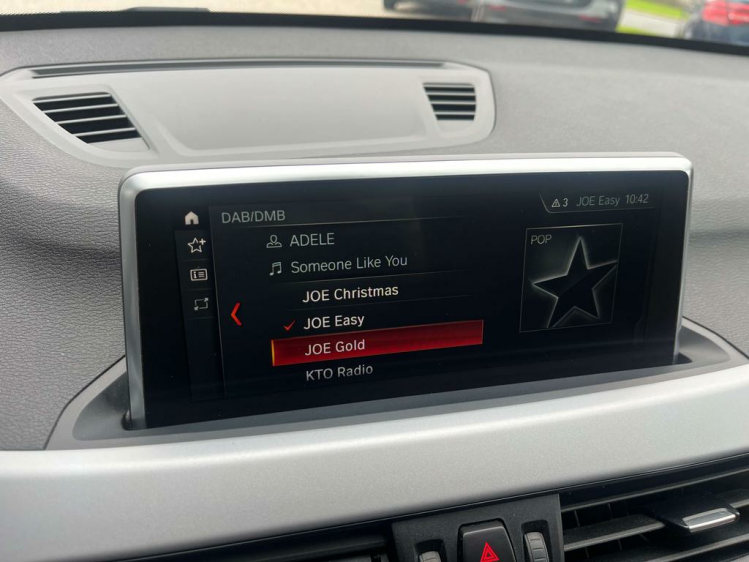 DAB/DMB
3 JOE Easy 10:42
ADELE
Someone Like You
POP
JOE Christmas
JOE Easy
JOE Gold
KTO Radio